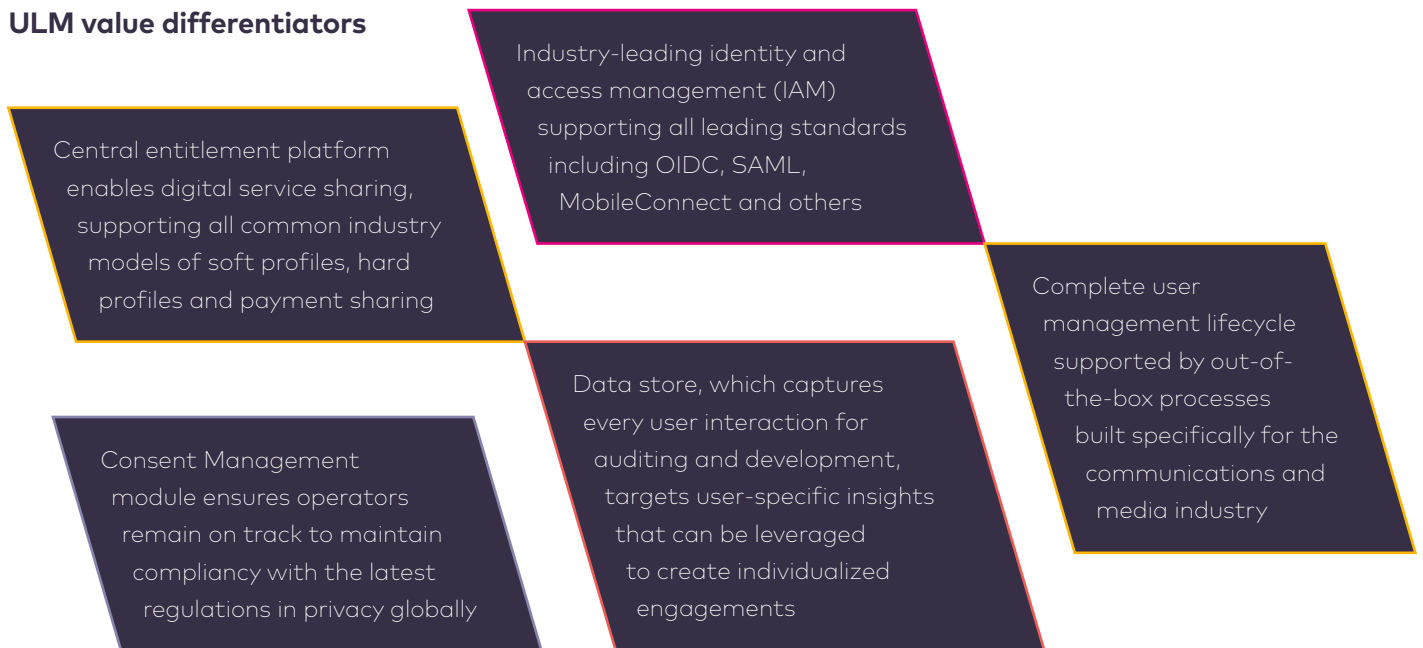 ULM value differentiators
Industry-leading identity and
access management (IAM)
supporting all leading standards
including OIDC, SAML,
MobileConnect and others
Central entitlement platform
enables digital service sharing,
supporting all common industry
models of soft profiles, hard
profiles and payment sharing
Complete user
management lifecycle
supported by out-of-
the-box processes
built specifically for the
communications and
media industry
Data store, which captures
every user interaction for
auditing and development,
targets user-specific insights
that can be leveraged
to create individualized
engagements
Consent Management
module ensures operators
remain on track to maintain
compliancy with the latest
regulations in privacy globally